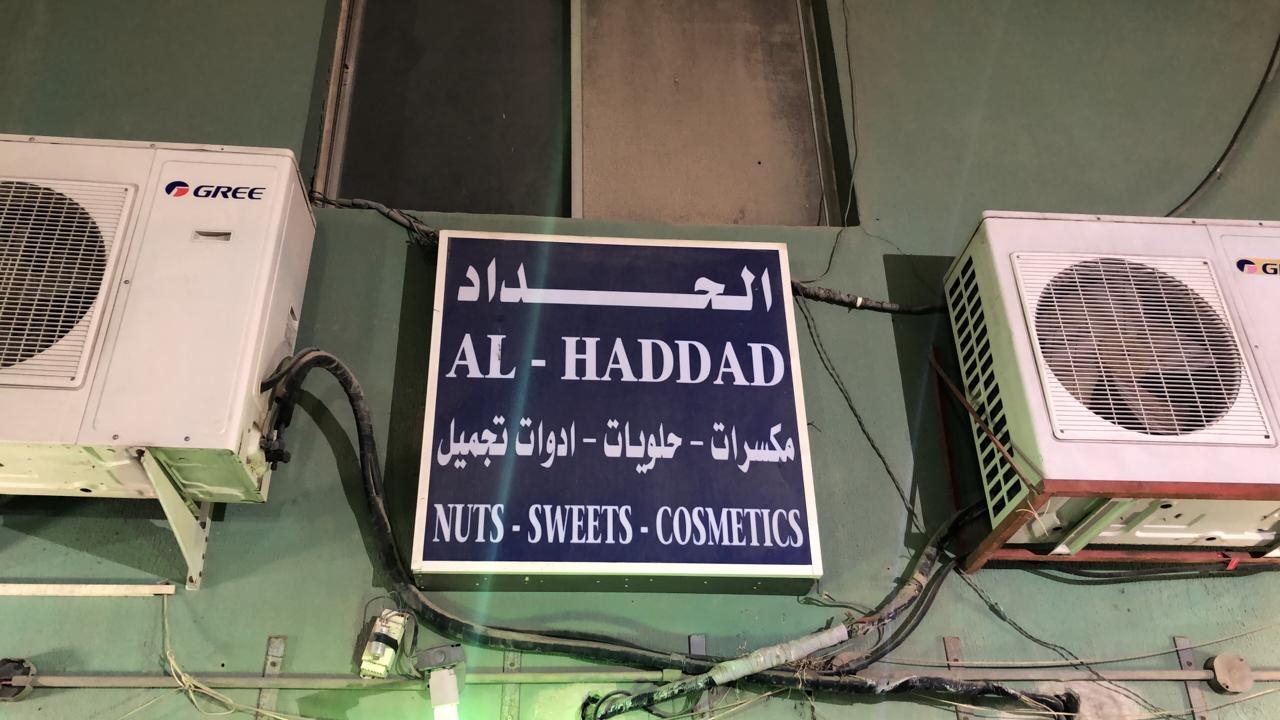 GREE
الحداد
AL - HADDAD
مكسرات - حلويات - ادوات تجميل
NUTS - SWEETS - COSMETICS